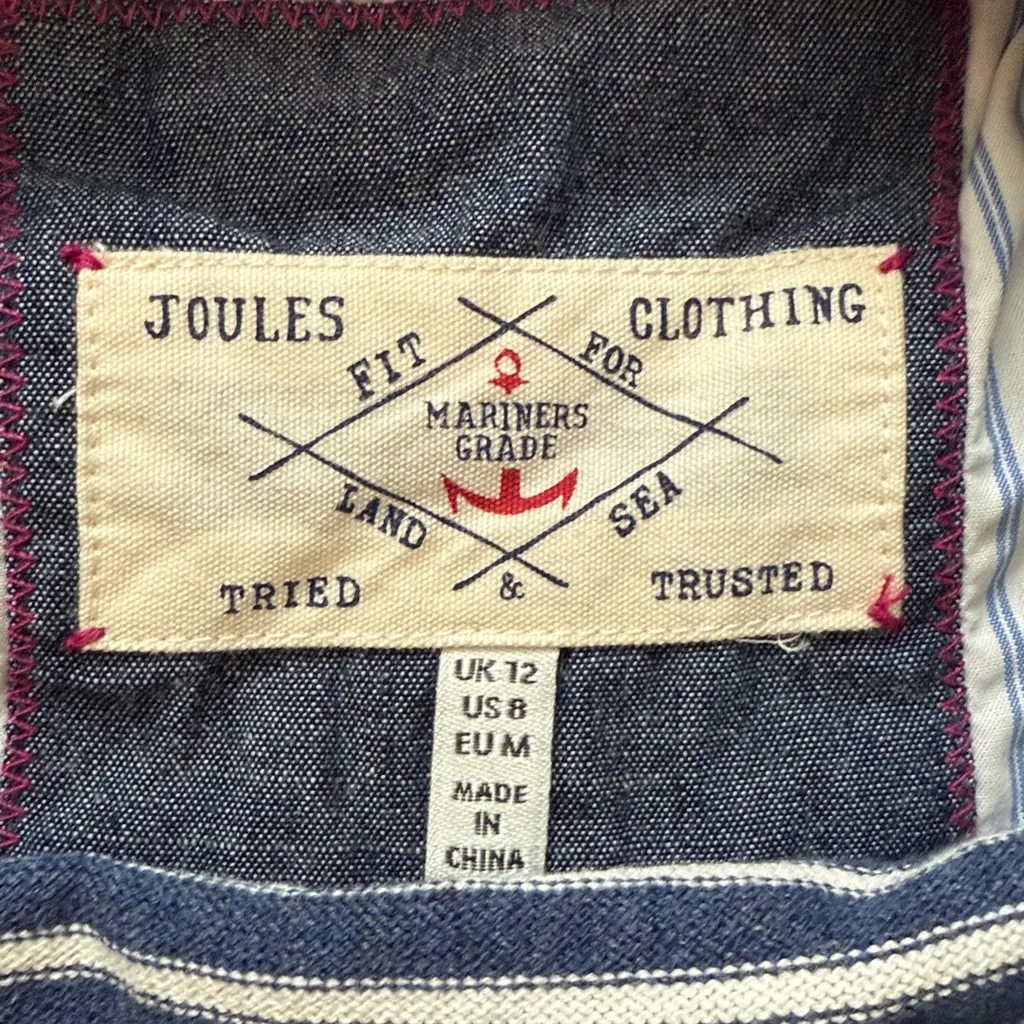 JOULES CLOTHING
FIT FOR
MARINERS
GRADE
LAND & SEA
TRIED & TRUSTED
UK 12
US 8
EU M
MADE
IN
CHINA